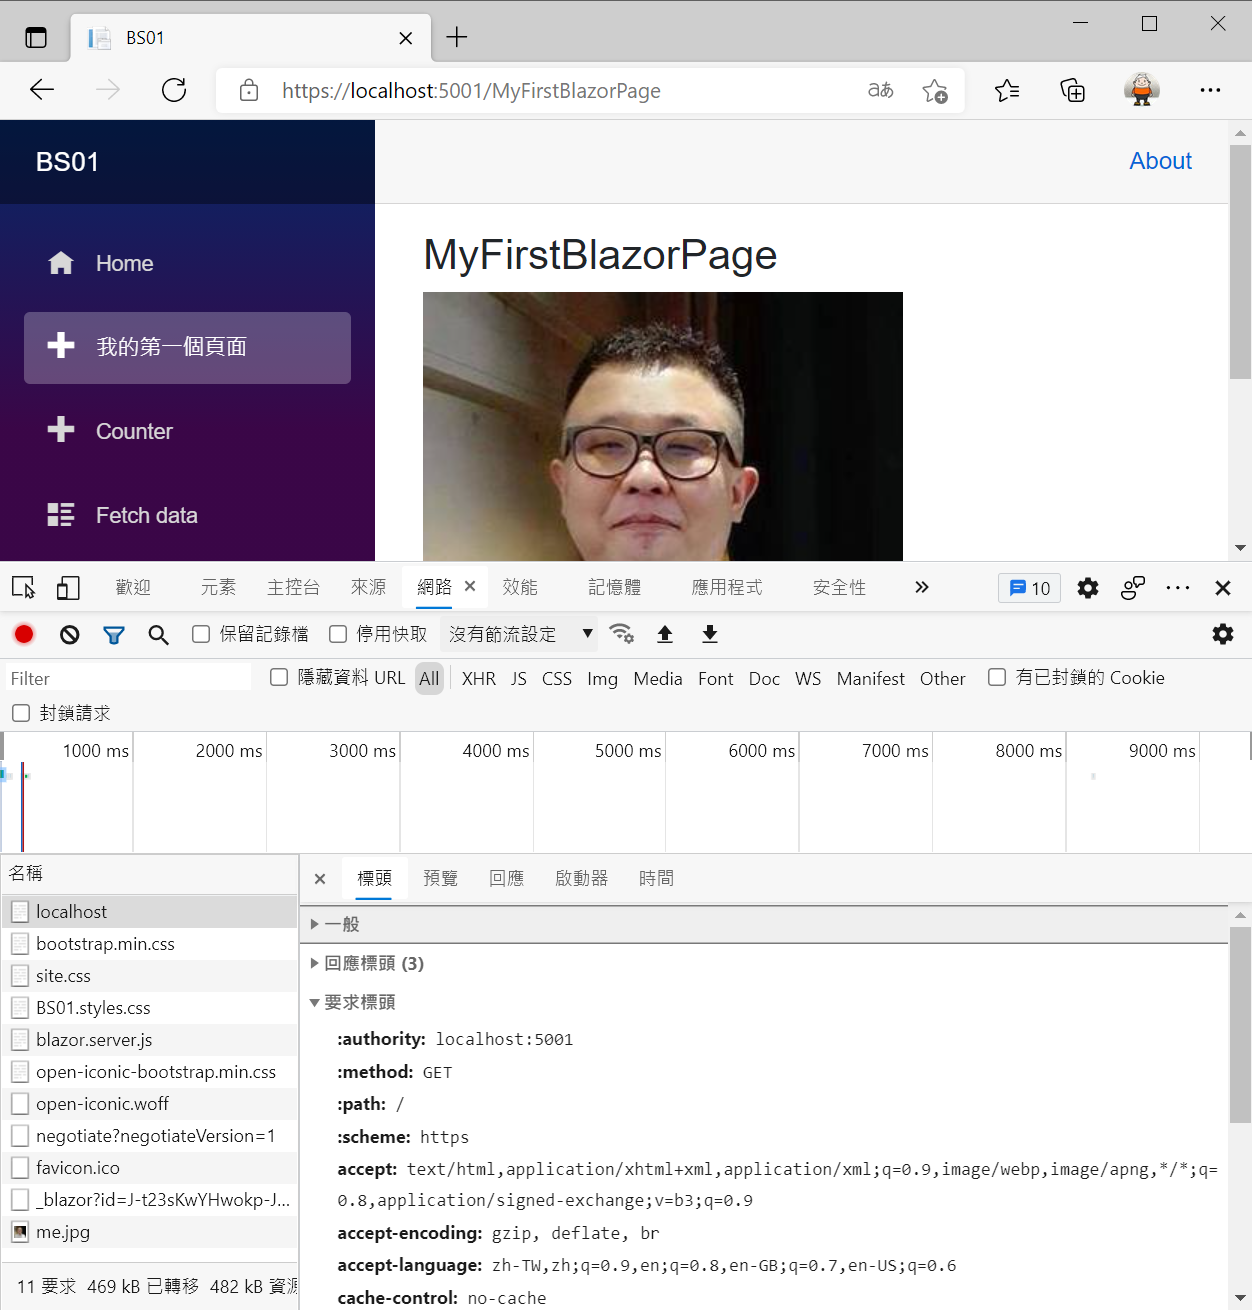 BS01
https://localhost:5001/MyFirstBlazorPage
aあ
BS01
About
Home
我的第一個頁面
Counter
Fetch data
MyFirstBlazorPage
歡迎 元素 主控台 來源 網路 效能 記憶體 應用程式 安全性 10
保留記錄檔 停用快取 沒有節流設定
Filter 隱藏資料 URL All XHR JS CSS Img Media Font Doc WS Manifest Other 有已封鎖的 Cookie
封鎖請求
1000 ms 2000 ms 3000 ms 4000 ms 5000 ms 6000 ms 7000 ms 8000 ms 9000 ms
名稱
localhost
bootstrap.min.css
site.css
BS01.styles.css
blazor.server.js
open-iconic-bootstrap.min.css
open-iconic.woff
negotiate?negotiateVersion=1
favicon.ico
_blazor?id=J-t23sKwYHwokp-J...
me.jpg
11 要求 469 kB 已轉移 482 kB 資源
標頭 預覽 回應 啟動器 時間
一般
回應標頭 (3)
要求標頭
:authority: localhost:5001
:method: GET
:path: /
:scheme: https
accept: text/html,application/xhtml+xml,application/xml;q=0.9,image/webp,image/apng,*/*;q=
0.8,application/signed-exchange;v=b3;q=0.9
accept-encoding: gzip, deflate, br
accept-language: zh-TW,zh;q=0.9,en;q=0.8,en-GB;q=0.7,en-US;q=0.6
cache-control: no-cache